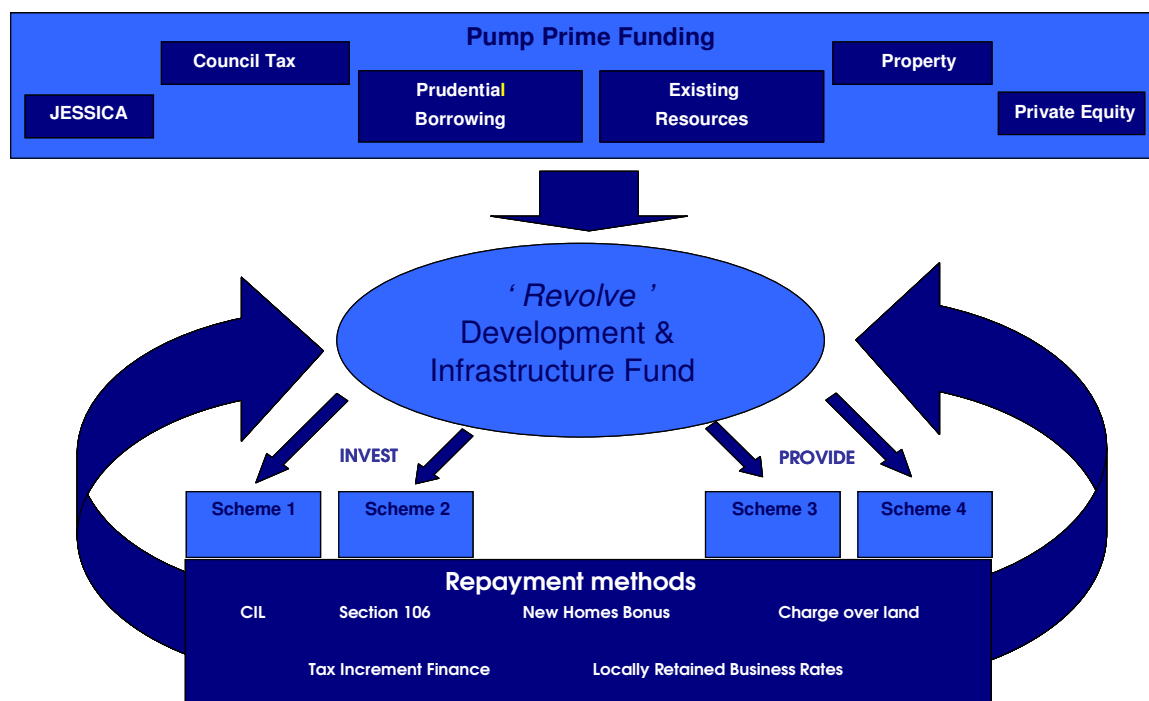 Pump Prime Funding
Council Tax
Property
Prudential
Borrowing
Existing
Resources
JESSICA
Private Equity
‘ Revolve ’
Development &
Infrastructure Fund
INVEST
PROVIDE
Scheme 1
Scheme 2
Scheme 3
Scheme 4
Repayment methods
CIL
Section 106
New Homes Bonus
Charge over land
Tax Increment Finance
Locally Retained Business Rates